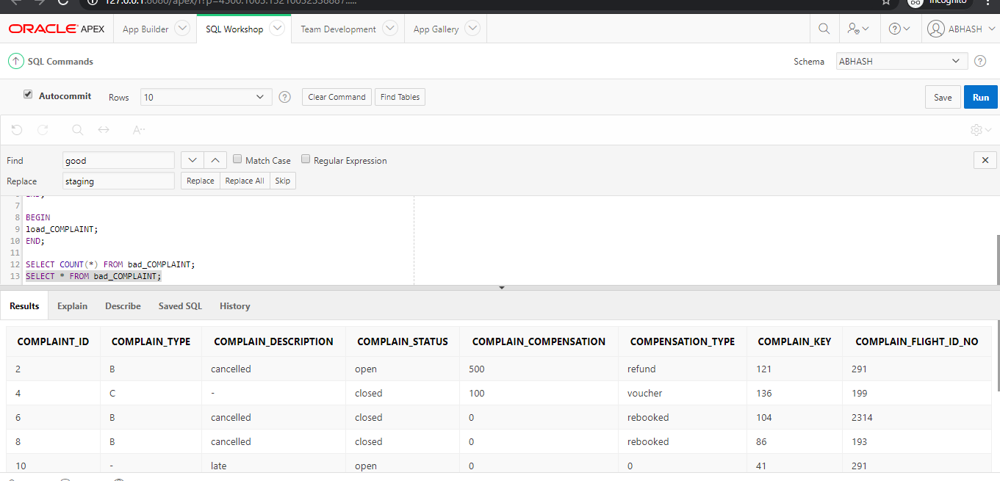 127.0.0.1:8080/apex/f?p=4500:1003:13210032558887:.....
Incognito
ORACLE APEX App Builder SQL Workshop Team Development App Gallery ABHASH
SQL Commands Schema ABHASH
Autocommit Rows 10 Clear Command Find Tables Save Run
Find good Match Case Regular Expression
Replace staging Replace Replace All Skip
6 END;
7
8 BEGIN
9 load_COMPLAINT;
10 END;
11
12 SELECT COUNT(*) FROM bad_COMPLAINT;
13 SELECT * FROM bad_COMPLAINT;
Results Explain Describe Saved SQL History
COMPLAINT_ID COMPLAIN_TYPE COMPLAIN_DESCRIPTION COMPLAIN_STATUS COMPLAIN_COMPENSATION COMPENSATION_TYPE COMPLAIN_KEY COMPLAIN_FLIGHT_ID_NO
2 B cancelled open 500 refund 121 291
4 C - closed 100 voucher 136 199
6 B cancelled closed 0 rebooked 104 2314
8 B cancelled closed 0 rebooked 86 193
10 - late open 0 0 41 291